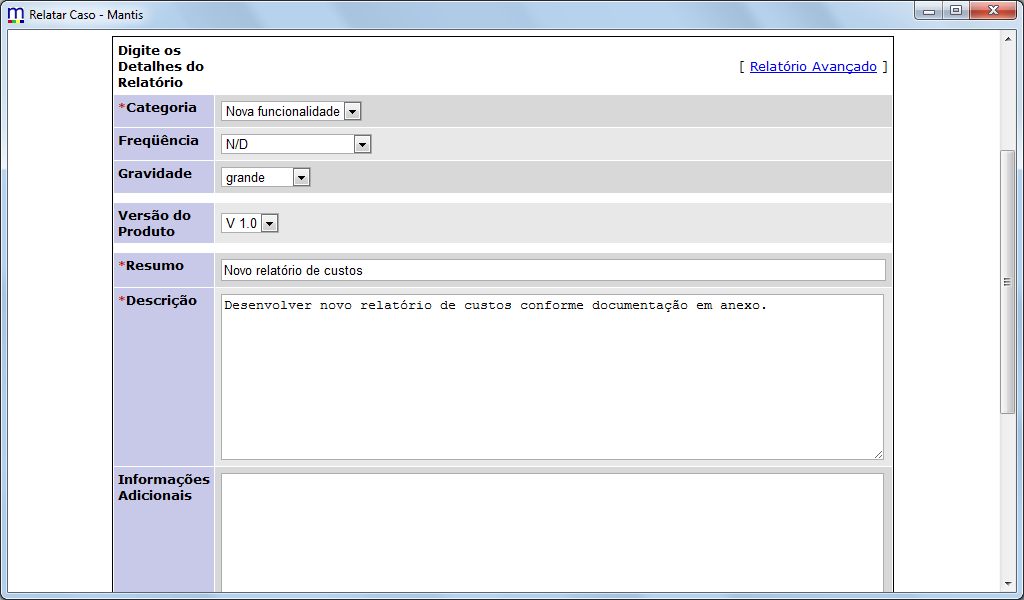 Relatar Caso - Mantis
Digite os
Detalhes do
Relatório
[ Relatório Avançado ]
*Categoria
Nova funcionalidade
Freqüência
N/D
Gravidade
grande
Versão do
Produto
V 1.0
*Resumo
Novo relatório de custos
*Descrição
Desenvolver novo relatório de custos conforme documentação em anexo.
Informações
Adicionais